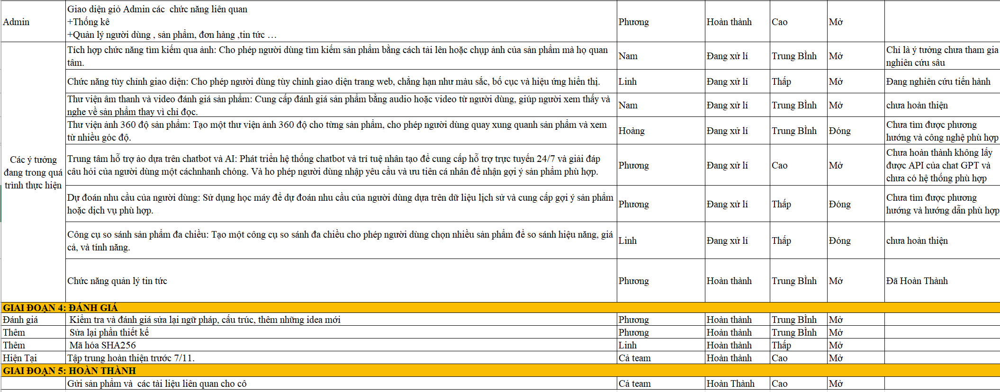 Admin
Giao diện giỏ Admin các  chức năng liên quan
+Thống kê
+Quản lý người dùng , sản phẩm, đơn hàng ,tin tức …
Phương
Hoàn thành
Cao
Mở
Các ý tưởng
đang trong quá
trình thực hiện
Tích hợp chức năng tìm kiếm qua ảnh: Cho phép người dùng tìm kiếm sản phẩm bằng cách tải lên hoặc chụp ảnh của sản phẩm mà họ quan
tâm.
Nam
Đang xử lí
Trung BÌnh
Mở
Chỉ là ý tưởng chưa tham gia
nghiên cứu sâu
Chức năng tùy chỉnh giao diện: Cho phép người dùng tùy chỉnh giao diện trang web, chẳng hạn như màu sắc, bố cục và hiệu ứng hiển thị.
Linh
Đang xử lí
Thấp
Mở
Đang nghiên cứu tiến hành
Thư viện âm thanh và video đánh giá sản phẩm: Cung cấp đánh giá sản phẩm bằng audio hoặc video từ người dùng, giúp người xem thấy và
nghe về sản phẩm thay vì chỉ đọc.
Nam
Đang xử lí
Trung BÌnh
Mở
chưa hoàn thiện
Thư viện ảnh 360 độ sản phẩm: Tạo một thư viện ảnh 360 độ cho từng sản phẩm, cho phép người dùng quay xung quanh sản phẩm và xem
từ nhiều góc độ.
Hoàng
Đang xử lí
Trung BÌnh
Đóng
Chưa tìm được phương
hướng và công nghệ phù hợp
Trung tâm hỗ trợ ảo dựa trên chatbot và AI: Phát triển hệ thống chatbot và trí tuệ nhân tạo để cung cấp hỗ trợ trực tuyến 24/7 và giải đáp
câu hỏi của người dùng một cáchnhanh chóng. Và ho phép người dùng nhập yêu cầu và ưu tiên cá nhân để nhận gợi ý sản phẩm phù hợp.
Phương
Đang xử lí
Cao
Mở
Chưa hoàn thành không lấy
được API của chat GPT và
chưa có hệ thống phù hợp
Dự đoán nhu cầu của người dùng: Sử dụng học máy để dự đoán nhu cầu của người dùng dựa trên dữ liệu lịch sử và cung cấp gợi ý sản phẩm
hoặc dịch vụ phù hợp.
Phương
Đang xử lí
Thấp
Đóng
Chưa tìm được phương
hướng và hướng dẫn phù hợp
Công cụ so sánh sản phẩm đa chiều: Tạo một công cụ so sánh đa chiều cho phép người dùng chọn nhiều sản phẩm để so sánh hiệu năng, giá
cả, và tính năng.
Linh
Đang xử lí
Thấp
Đóng
chưa hoàn thiện
Chức năng quản lý tin tức
Phương
Hoàn thành
Trung BÌnh
Mở
Đã Hoàn Thành
GIAI ĐOẠN 4: ĐÁNH GIÁ
Đánh giá
Kiểm tra và đánh giá sửa lại ngữ pháp, cấu trúc, thêm những idea mới
Phương
Hoàn thành
Trung BÌnh
Mở
Thêm
Sửa lại phần thiết kế
Phương
Hoàn thành
Trung BÌnh
Mở
Thêm
Mã hóa SHA256
Linh
Hoàn thành
Thấp
Mở
Hiện Tại
Tập trung hoàn thiện trước 7/11.
Cả team
Hoàn thành
Cao
Mở
GIAI ĐOẠN 5: HOÀN THÀNH
Gửi sản phẩm và  các tài liệu liên quan cho cô
Cả team
Hoàn Thành
Cao
Mở